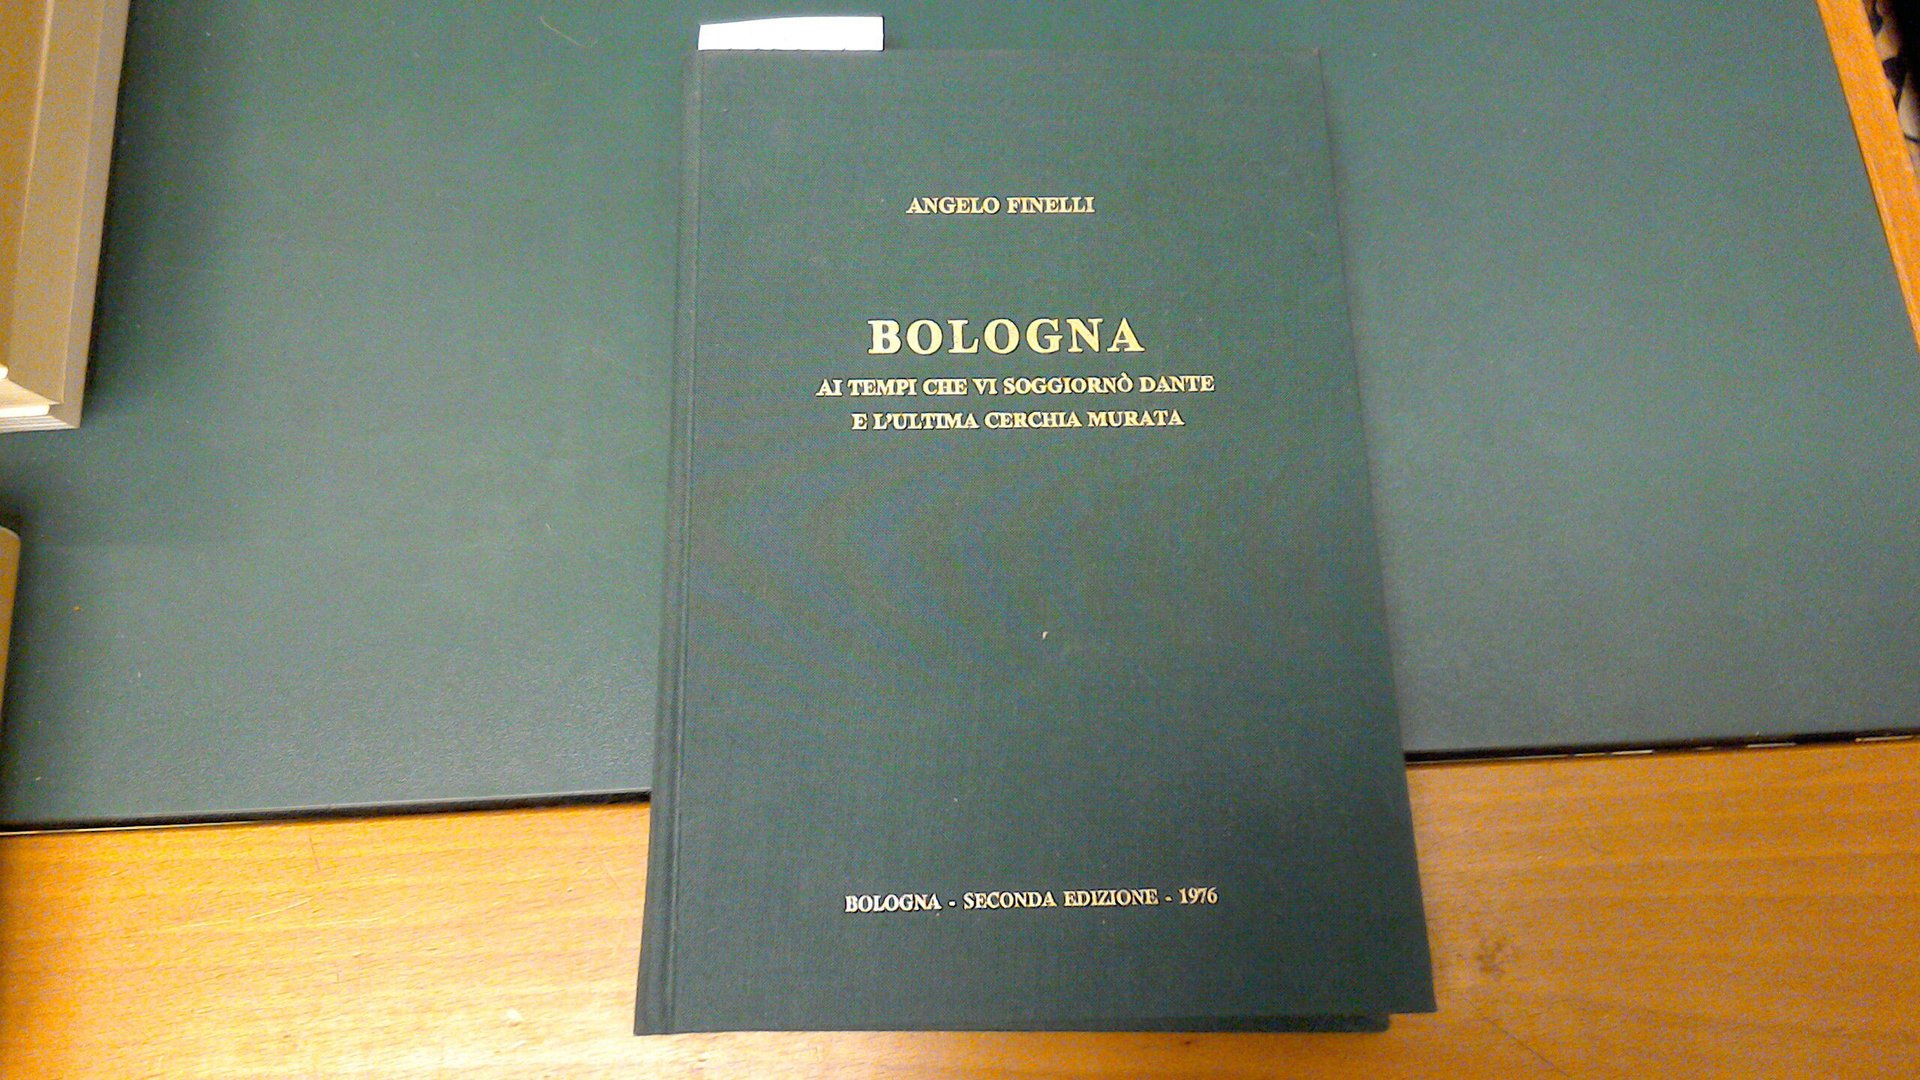 ANGELO FINELLI
BOLOGNA
AI TEMPI CHE VI SOGGIORNÒ DANTE
E L'ULTIMA CERCHIA MURATA
BOLOGNA - SECONDA EDIZIONE - 1976